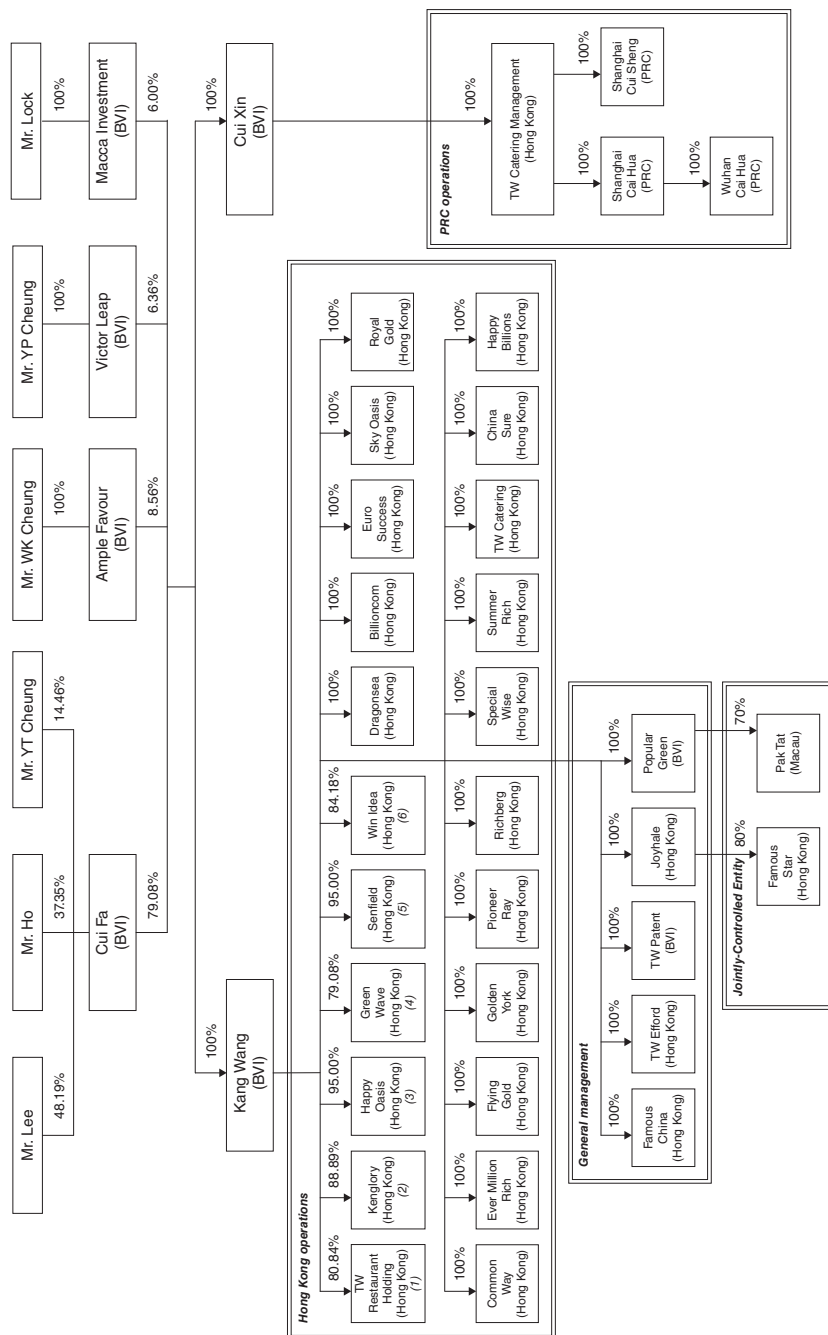 Mr. Lee
Mr. Ho
Mr. YT Cheung
Mr. WK Cheung
Mr. YP Cheung
Mr. Lock
48.19%
37.35%
14.46%
100%
100%
100%
Cui Fa
(BVI)
Ample Favour
(BVI)
Victor Leap
(BVI)
Macca Investment
(BVI)
79.08%
8.56%
6.36%
6.00%
100%
100%
Kang Wang
(BVI)
Cui Xin
(BVI)
Hong Kong operations
80.84%
88.89%
95.00%
79.08%
95.00%
84.18%
100%
100%
100%
100%
100%
TW
Restaurant
Holding
(Hong Kong)
(1)
Kenglory
(Hong Kong)
(2)
Happy
Oasis
(Hong Kong)
(3)
Green
Wave
(Hong Kong)
(4)
Senfield
(Hong Kong)
(5)
Win Idea
(Hong Kong)
(6)
Dragonsea
(Hong Kong)
Billioncom
(Hong Kong)
Euro
Success
(Hong Kong)
Sky Oasis
(Hong Kong)
Royal
Gold
(Hong Kong)
100%
100%
100%
100%
100%
100%
100%
100%
100%
100%
100%
Common
Way
(Hong Kong)
Ever Million
Rich
(Hong Kong)
Flying
Gold
(Hong Kong)
Golden
York
(Hong Kong)
Pioneer
Ray
(Hong Kong)
Richberg
(Hong Kong)
Special
Wise
(Hong Kong)
Summer
Rich
(Hong Kong)
TW Catering
(Hong Kong)
China
Sure
(Hong Kong)
Happy
Billions
(Hong Kong)
PRC operations
100%
TW Catering Management
(Hong Kong)
100%
100%
Shanghai
Cai Hua
(PRC)
Shanghai
Cui Sheng
(PRC)
100%
Wuhan
Cai Hua
(PRC)
General management
100%
100%
100%
100%
100%
Famous
China
(Hong Kong)
TW Efford
(Hong Kong)
TW Patent
(BVI)
Joyhale
(Hong Kong)
Popular
Green
(BVI)
Jointly-Controlled Entity
80%
70%
Famous
Star
(Hong Kong)
Pak Tat
(Macau)